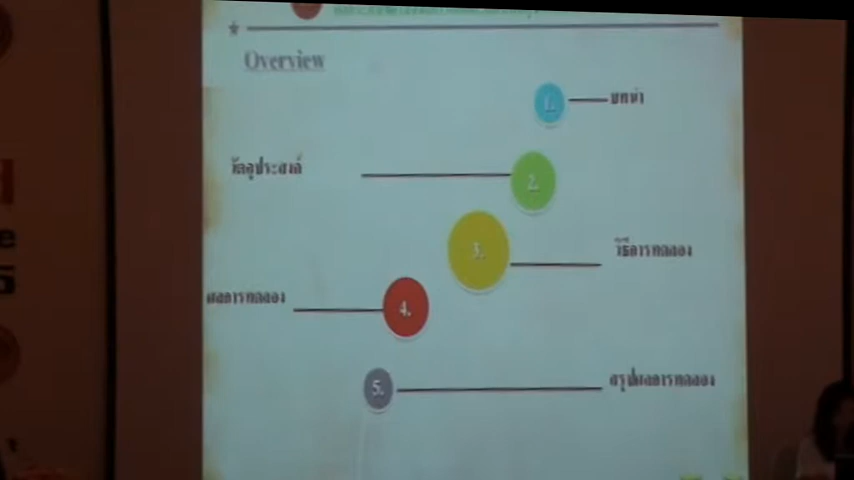 Overview
1.
บทนำ
วัตถุประสงค์
2.
3.
วิธีการทดลอง
ผลการทดลอง
4.
5.
สรุปผลการทดลอง